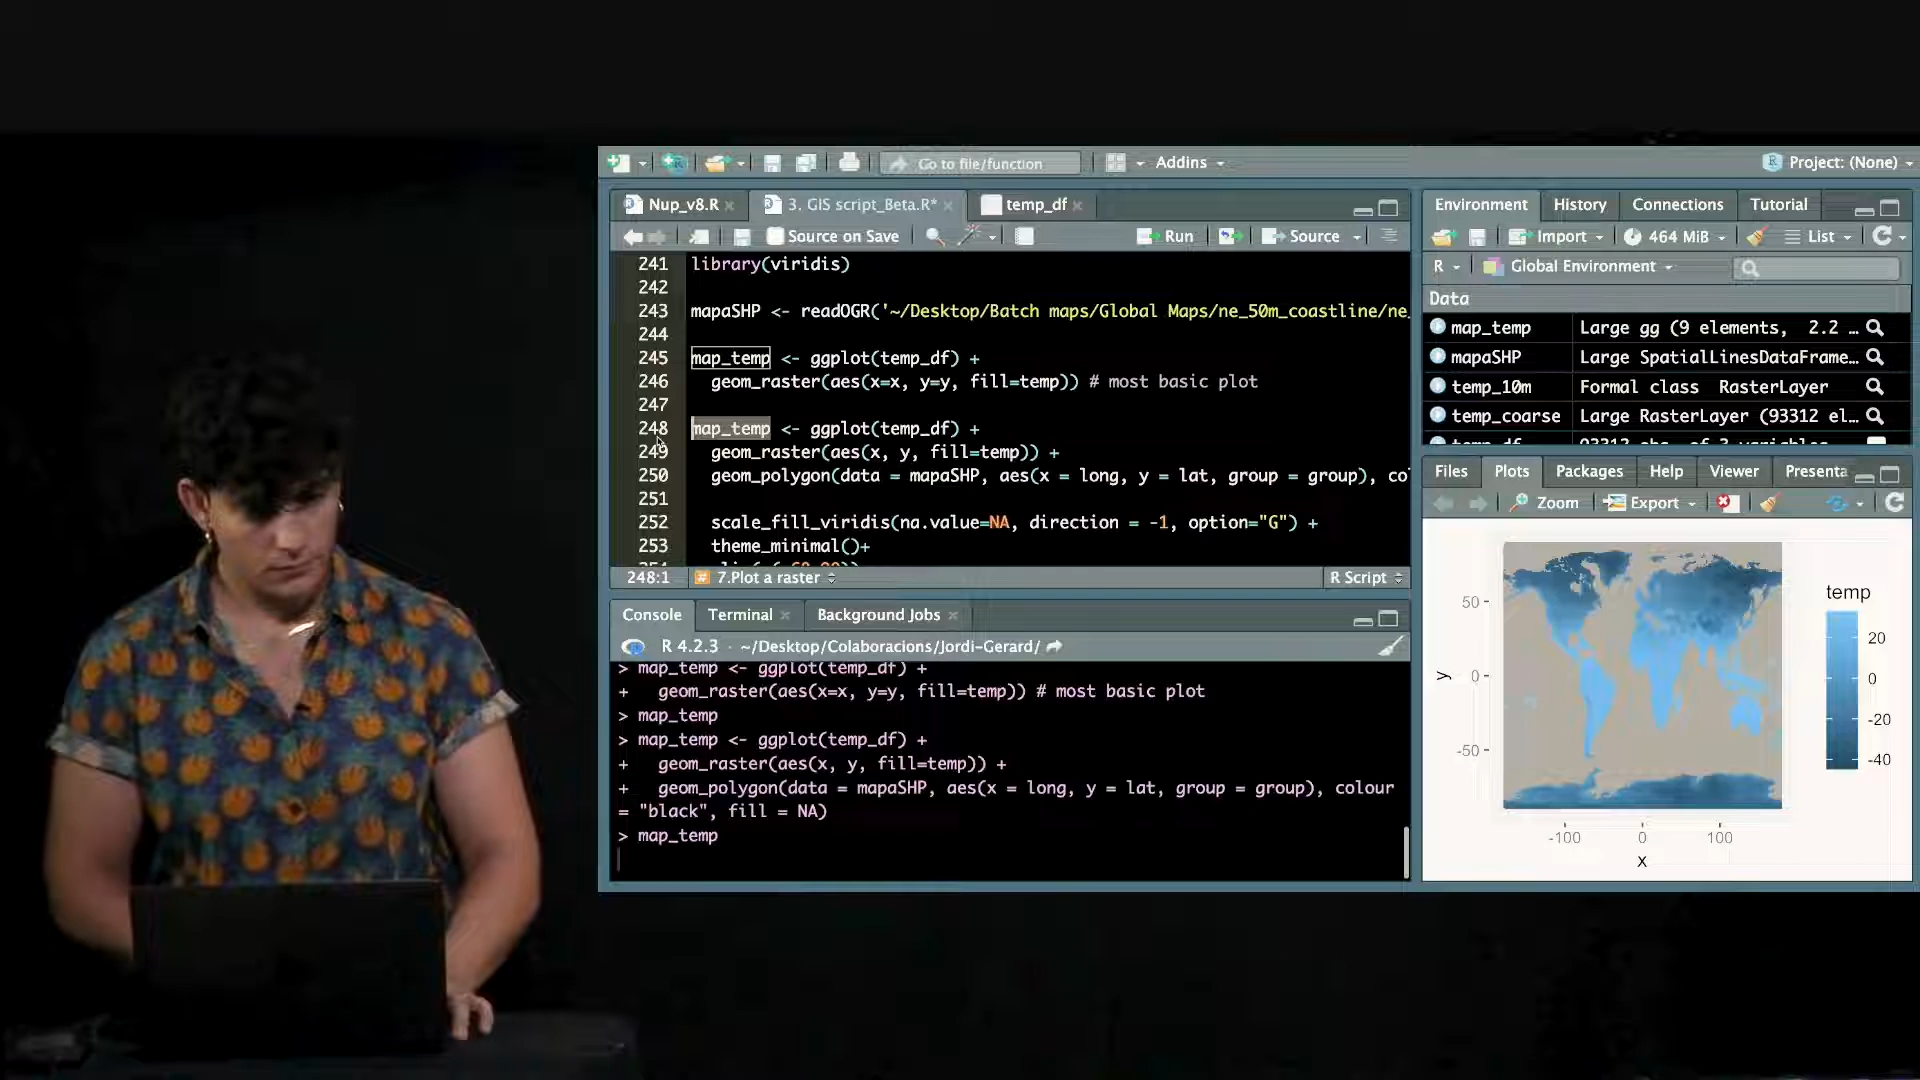 Go to file/function
Addins
Project: (None)
Nup_v8.R
3. GIS script_Beta.R*
temp_df
Source on Save
Run
Source
241 library(viridis)
242
243 mapaSHP <- readOGR('~/Desktop/Batch maps/Global Maps/ne_50m_coastline/ne_
244
245 map_temp <- ggplot(temp_df) +
246 geom_raster(aes(x=x, y=y, fill=temp)) # most basic plot
247
248 map_temp <- ggplot(temp_df) +
249 geom_raster(aes(x, y, fill=temp)) +
250 geom_polygon(data = mapaSHP, aes(x = long, y = lat, group = group), co
251
252 scale_fill_viridis(na.value=NA, direction = -1, option="G") +
253 theme_minimal()+
248:1
7.Plot a raster
R Script
Console
Terminal
Background Jobs
R 4.2.3 · ~/Desktop/Colaboracions/Jordi-Gerard/
> map_temp <- ggplot(temp_df) +
+ geom_raster(aes(x=x, y=y, fill=temp)) # most basic plot
> map_temp
> map_temp <- ggplot(temp_df) +
+ geom_raster(aes(x, y, fill=temp)) +
+ geom_polygon(data = mapaSHP, aes(x = long, y = lat, group = group), colour
= "black", fill = NA)
> map_temp
Environment
History
Connections
Tutorial
Import
464 MiB
List
R
Global Environment
Data
map_temp Large gg (9 elements, 2.2 …
mapaSHP Large SpatialLinesDataFrame…
temp_10m Formal class RasterLayer
temp_coarse Large RasterLayer (93312 el…
Files
Plots
Packages
Help
Viewer
Presenta
Zoom
Export
temp
20
0
-20
-40
50
0
-50
y
-100
0
100
x